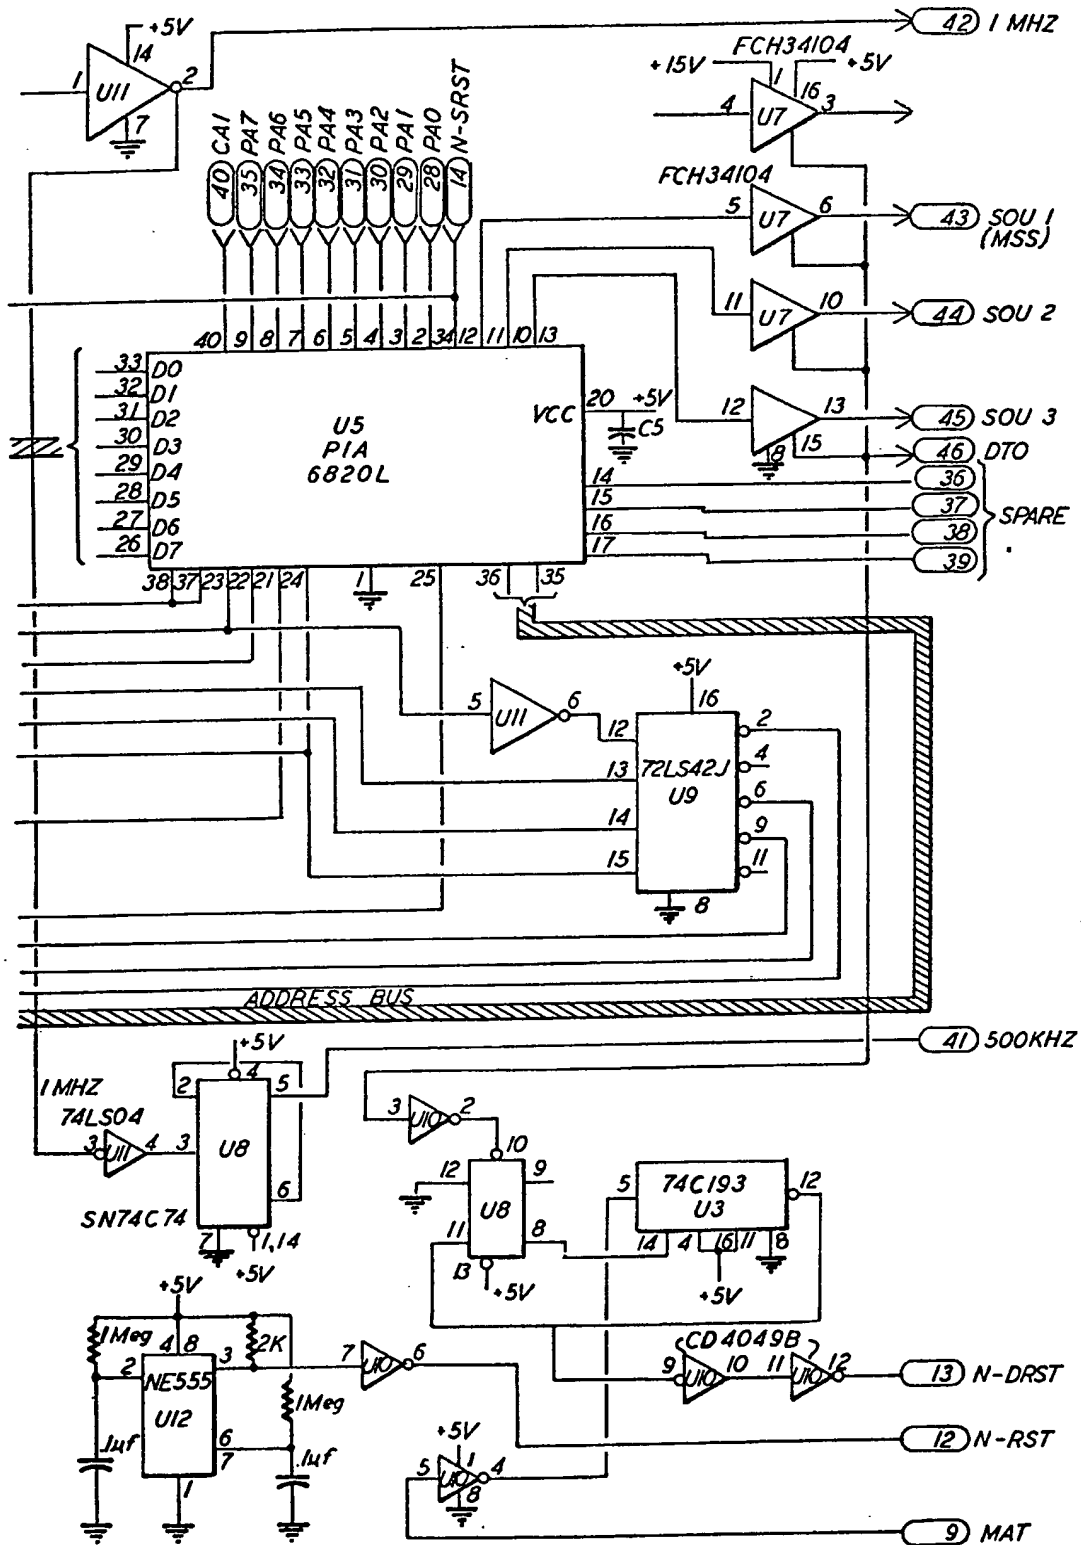 +5V
14
1
U11
2
7
42
1 MHZ
FCH34104
+15V
+5V
1
16
4
U7
3
40 CA1
35 PA7
34 PA6
33 PA5
32 PA4
31 PA3
30 PA2
29 PA1
28 PA0
14 N-SRST
FCH34104
5
U7
6
43
SOU 1
(MSS)
11
U7
10
44
SOU 2
12
13
45
SOU 3
8
15
46
DTO
40 9 8 7 6 5 4 3 2 34 12 11 10 13
33 D0
32 D1
31 D2
30 D3
29 D4
28 D5
27 D6
26 D7
U5
PIA
6820L
VCC
20
+5V
C5
14
15
16
17
36
37
38
39
SPARE
38 37 23 22 21 24
1
25
36
35
5
U11
6
+5V
16
12
13
14
15
72LS42J
U9
2
4
6
9
11
8
ADDRESS BUS
41
500KHZ
+5V
4
2
5
1 MHZ
74LS04
3
U11
4
3
U8
6
SN74C74
7
1,14
+5V
3
U10
2
10
12
9
U8
11
8
13
+5V
5
74C193
U3
12
14
4
16
11
8
+5V
+5V
1Meg
4
8
2K
2
3
NE555
U12
1Meg
.1uf
6
7
.1uf
1
7
U10
6
CD4049B
9
U10
10
11
U10
12
13
N-DRST
12
N-RST
+5V
1
5
U10
4
8
9
MAT